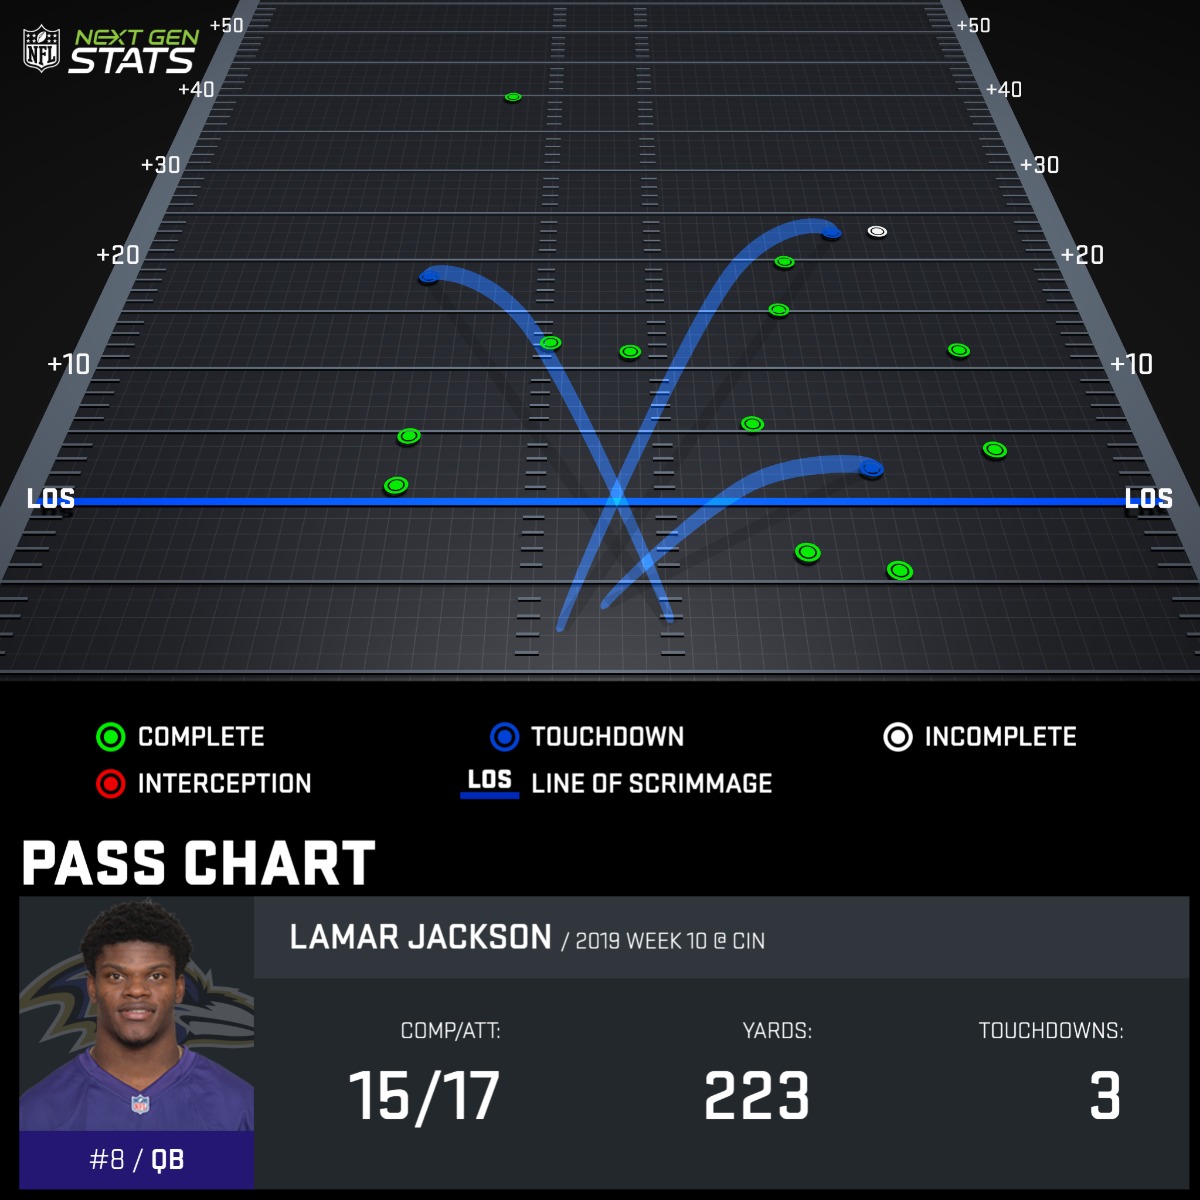 NFL NEXT GEN
STATS
+50 +50
+40 +40
+30 +30
+20 +20
+10 +10
LOS LOS
COMPLETE TOUCHDOWN INCOMPLETE
INTERCEPTION LOS LINE OF SCRIMMAGE
PASS CHART
LAMAR JACKSON / 2019 WEEK 10 @ CIN
COMP/ATT: YARDS: TOUCHDOWNS:
15/17 223 3
#8 / QB